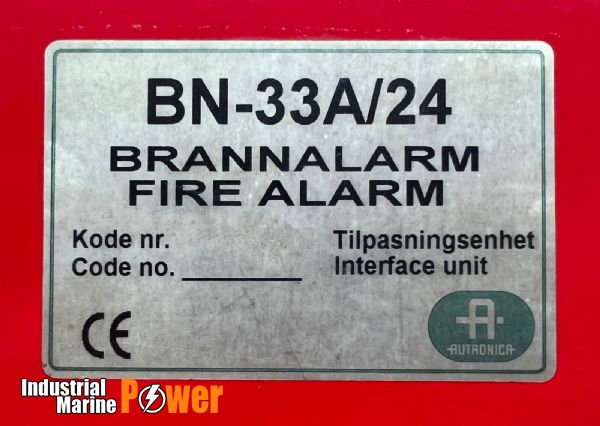 BN-33A/24
BRANNALARM
FIRE ALARM
Kode nr.
Code no.
Tilpasningsenhet
Interface unit
CE
A
AUTRONICA
Industrial
Marine
Power